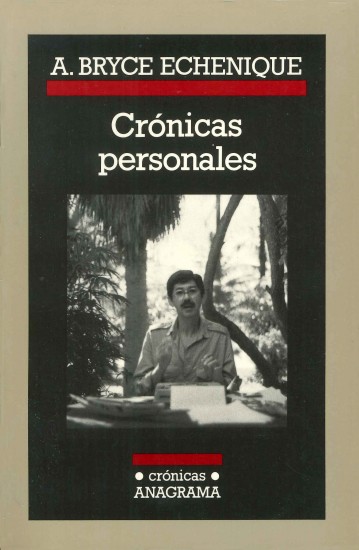 A. BRYCE ECHENIQUE
Crónicas
personales
• crónicas •
ANAGRAMA